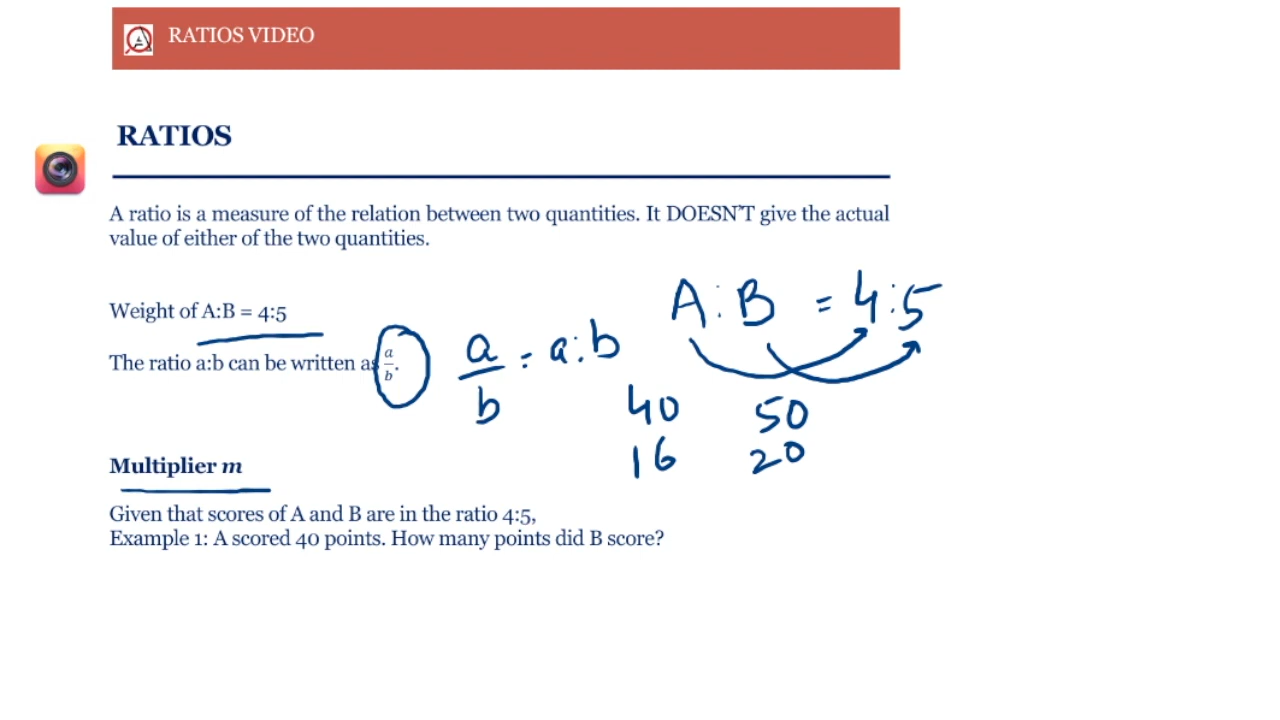 RATIOS VIDEO
RATIOS
A ratio is a measure of the relation between two quantities. It DOESN'T give the actual
value of either of the two quantities.
A:B = 4:5
Weight of A:B = 4:5
The ratio a:b can be written as a/b.
a/b = a:b
40 50
16 20
Multiplier m
Given that scores of A and B are in the ratio 4:5,
Example 1: A scored 40 points. How many points did B score?